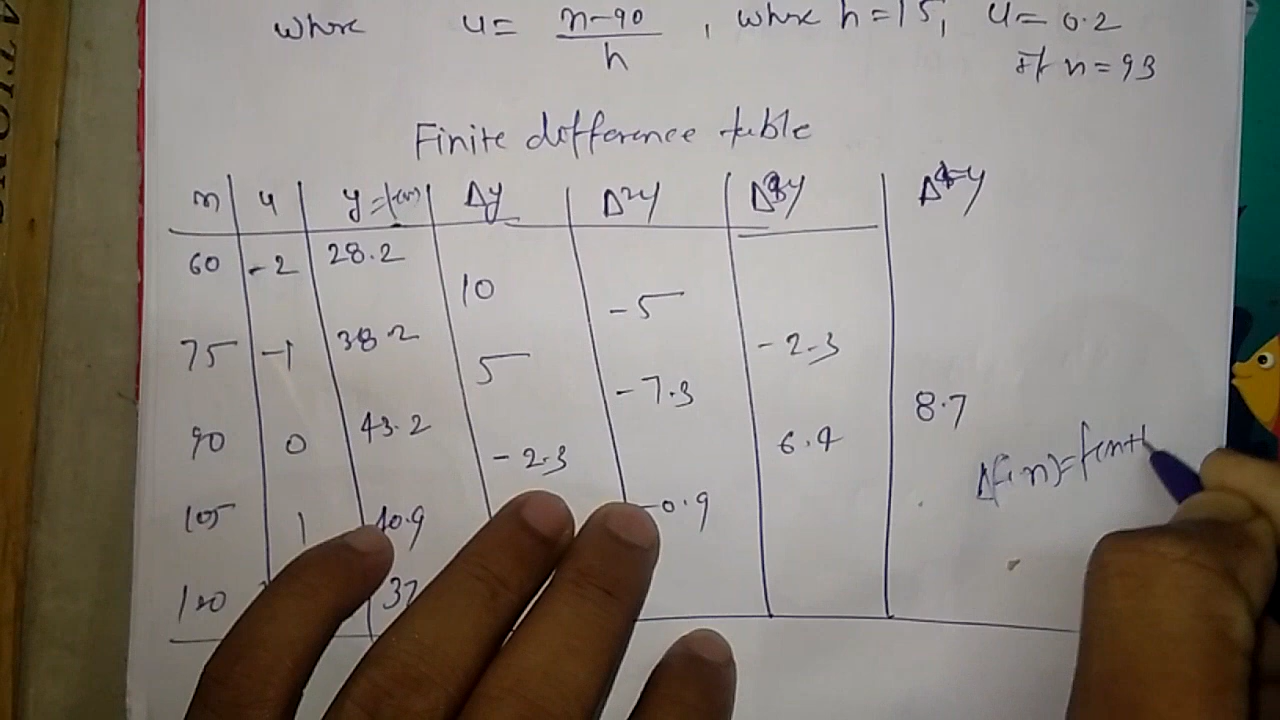 where u = n-90 / h , where h = 15, u = 0.2
if n = 93
Finite difference table
n u y = f(n) Δy Δ²y Δ³y Δ⁴y
60 -2 28.2
10
-5
75 -1 38.2
-2.3
5
-7.3
8.7
90 0 43.2
6.4
-2.3
Δf(n) = f(n+
-0.9
105 1 40.9
120 37